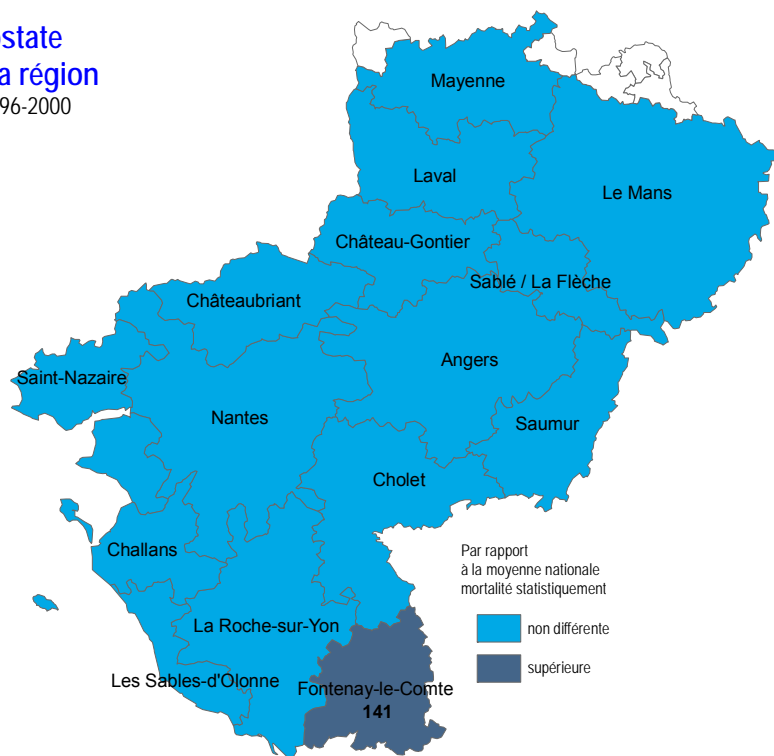 ostate
a région
96-2000
Mayenne
Laval
Le Mans
Château-Gontier
Sablé / La Flèche
Châteaubriant
Angers
Saint-Nazaire
Nantes
Saumur
Cholet
Challans
Par rapport
à la moyenne nationale
mortalité statistiquement
non différente
supérieure
La Roche-sur-Yon
Les Sables-d'Olonne
Fontenay-le-Comte
141